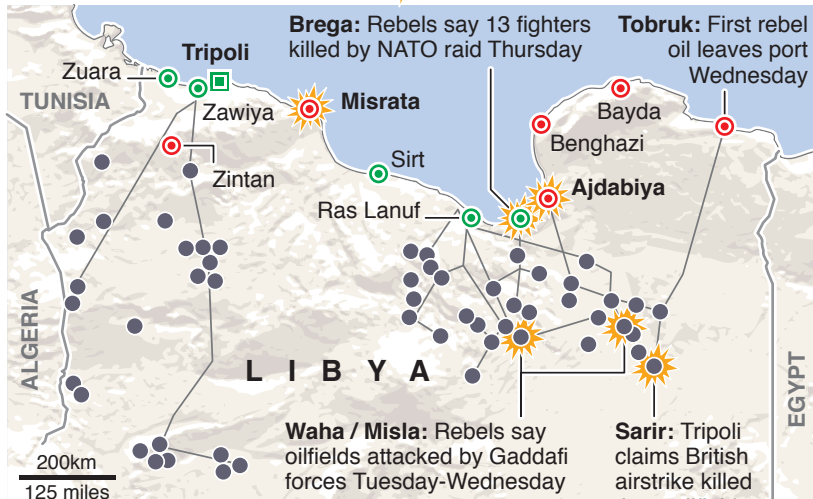 Brega: Rebels say 13 fighters
killed by NATO raid Thursday
Tobruk: First rebel
oil leaves port
Wednesday
Tripoli
Zuara
TUNISIA
Zawiya
Misrata
Bayda
Benghazi
Zintan
Sirt
Ajdabiya
Ras Lanuf
ALGERIA
LIBYA
EGYPT
Waha / Misla: Rebels say
oilfields attacked by Gaddafi
forces Tuesday-Wednesday
Sarir: Tripoli
claims British
airstrike killed
200km
125 miles